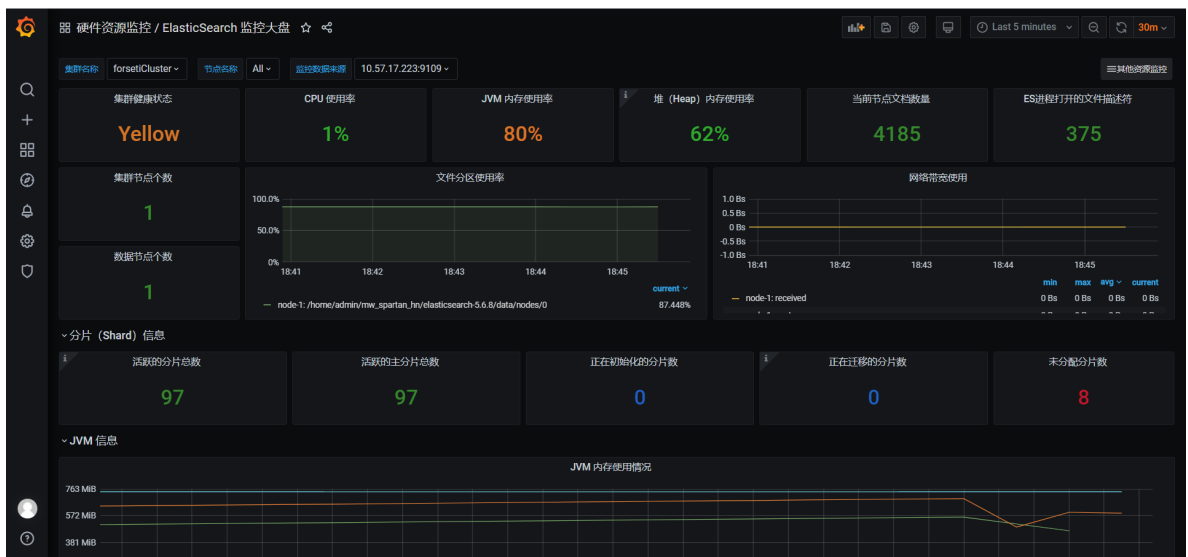 硬件资源监控 / ElasticSearch 监控大盘
Last 5 minutes
30m
集群名称 forsetiCluster 节点名称 All 监控数据来源 10.57.17.223:9109 其他资源监控
集群健康状态
Yellow
CPU 使用率
1%
JVM 内存使用率
80%
堆（Heap）内存使用率
62%
当前节点文档数量
4185
ES进程打开的文件描述符
375
集群节点个数
1
数据节点个数
1
文件分区使用率
100.0%
50.0%
0%
18:41 18:42 18:43 18:44 18:45
current
node-1: /home/admin/mw_spartan_hn/elasticsearch-5.6.8/data/nodes/0 87.448%
网络带宽使用
1.0 Bs
0.5 Bs
0 Bs
-0.5 Bs
-1.0 Bs
18:41 18:42 18:43 18:44 18:45
min max avg current
node-1: received 0 Bs 0 Bs 0 Bs 0 Bs
分片（Shard）信息
活跃的分片总数
97
活跃的主分片总数
97
正在初始化的分片数
0
正在迁移的分片数
0
未分配分片数
8
JVM 信息
JVM 内存使用情况
763 MiB
572 MiB
381 MiB